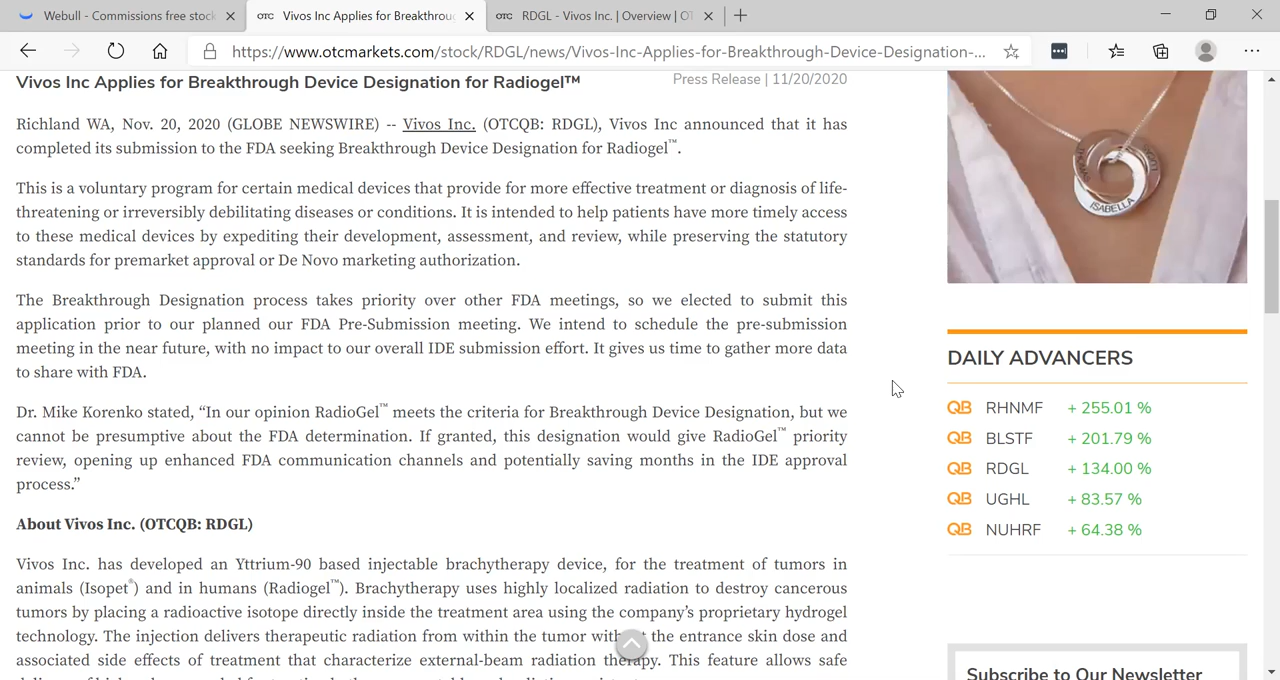 Webull - Commissions free stock
OTC Vivos Inc Applies for Breakthrou
OTC RDGL - Vivos Inc. | Overview | OT
https://www.otcmarkets.com/stock/RDGL/news/Vivos-Inc-Applies-for-Breakthrough-Device-Designation-...
Vivos Inc Applies for Breakthrough Device Designation for Radiogel™
Press Release | 11/20/2020
Richland WA, Nov. 20, 2020 (GLOBE NEWSWIRE) -- Vivos Inc. (OTCQB: RDGL), Vivos Inc announced that it has
completed its submission to the FDA seeking Breakthrough Device Designation for Radiogel™.
This is a voluntary program for certain medical devices that provide for more effective treatment or diagnosis of life-
threatening or irreversibly debilitating diseases or conditions. It is intended to help patients have more timely access
to these medical devices by expediting their development, assessment, and review, while preserving the statutory
standards for premarket approval or De Novo marketing authorization.
The Breakthrough Designation process takes priority over other FDA meetings, so we elected to submit this
application prior to our planned our FDA Pre-Submission meeting. We intend to schedule the pre-submission
meeting in the near future, with no impact to our overall IDE submission effort. It gives us time to gather more data
to share with FDA.
Dr. Mike Korenko stated, “In our opinion RadioGel™ meets the criteria for Breakthrough Device Designation, but we
cannot be presumptive about the FDA determination. If granted, this designation would give RadioGel™ priority
review, opening up enhanced FDA communication channels and potentially saving months in the IDE approval
process.”
About Vivos Inc. (OTCQB: RDGL)
Vivos Inc. has developed an Yttrium-90 based injectable brachytherapy device, for the treatment of tumors in
animals (Isopet®) and in humans (Radiogel™). Brachytherapy uses highly localized radiation to destroy cancerous
tumors by placing a radioactive isotope directly inside the treatment area using the company’s proprietary hydrogel
technology. The injection delivers therapeutic radiation from within the tumor the entrance skin dose and
associated side effects of treatment that characterize external-beam radiation therapy. This feature allows safe
ISABELLA
DAILY ADVANCERS
QB RHNMF + 255.01 %
QB BLSTF + 201.79 %
QB RDGL + 134.00 %
QB UGHL + 83.57 %
QB NUHRF + 64.38 %
Subscribe to Our Newsletter